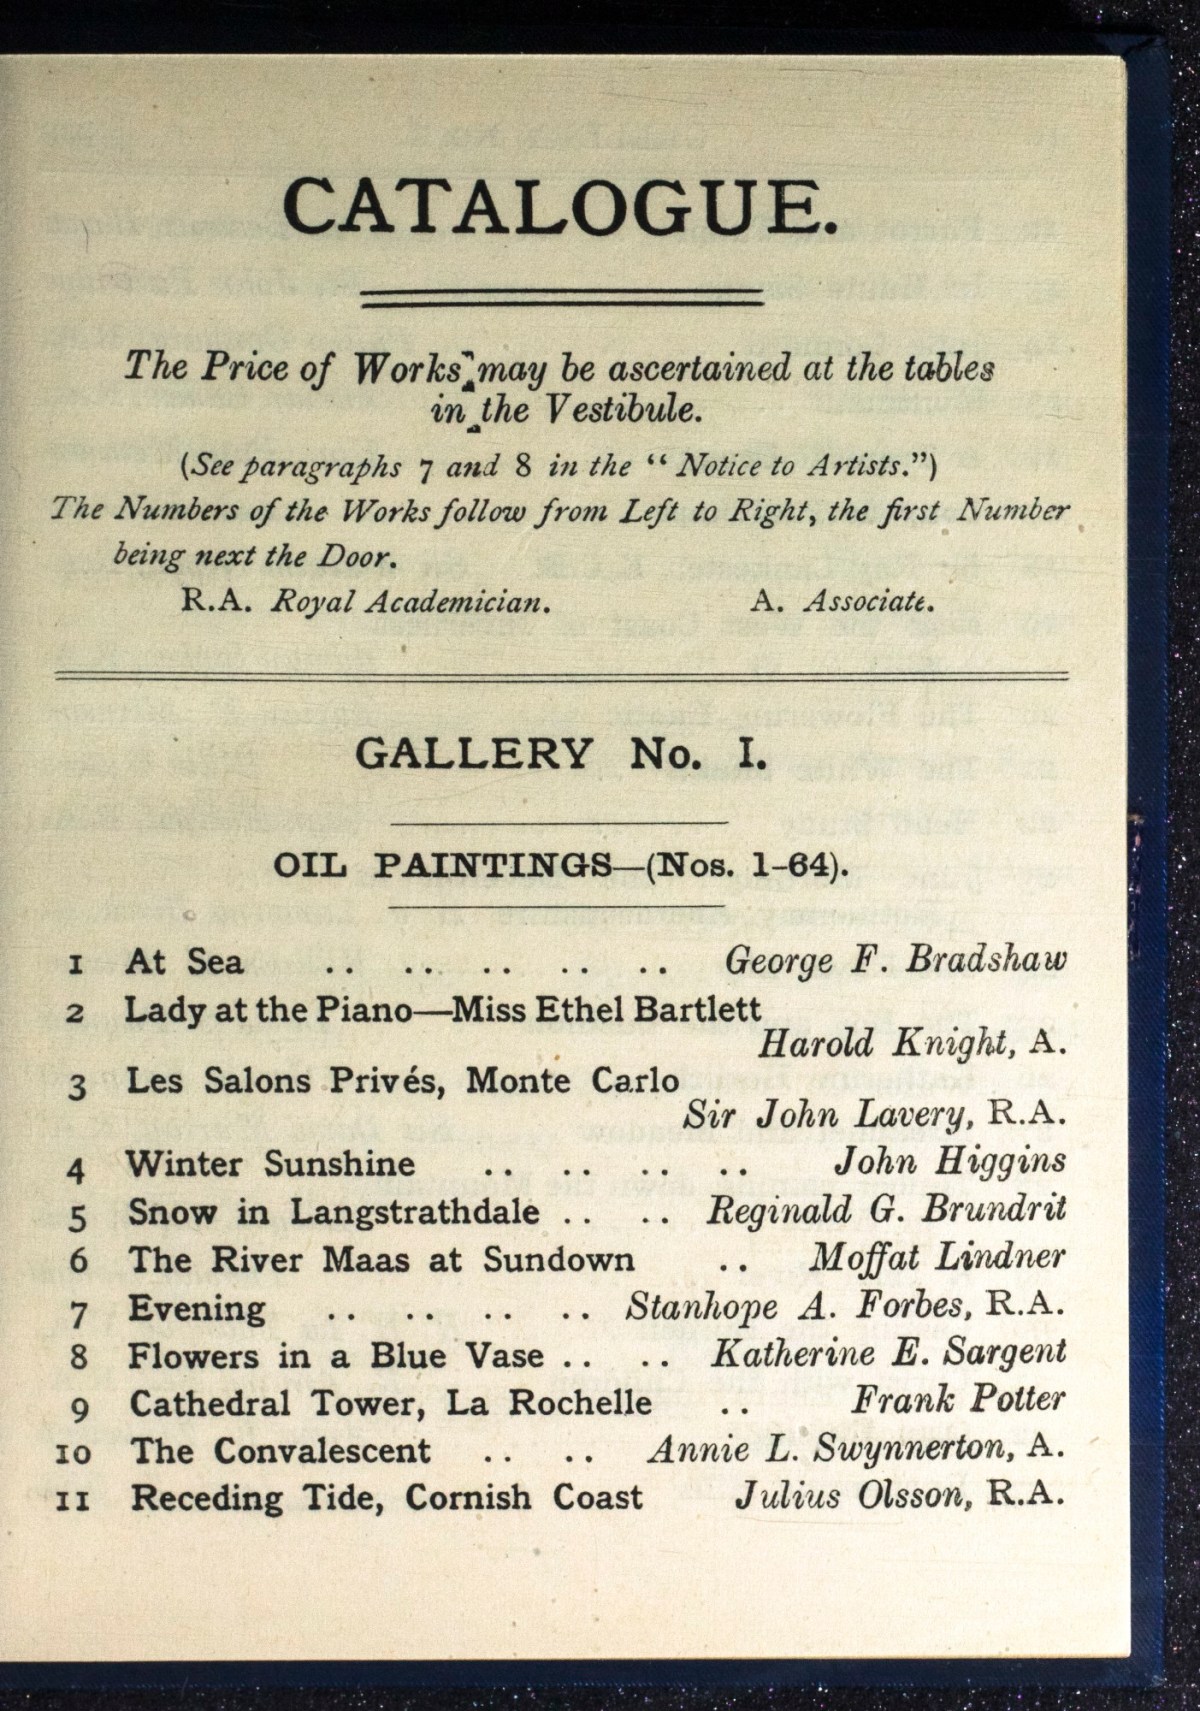 CATALOGUE.
The Price of Works may be ascertained at the tables
in the Vestibule.
(See paragraphs 7 and 8 in the “ Notice to Artists.”)
The Numbers of the Works follow from Left to Right, the first Number
being next the Door.
R.A. Royal Academician. A. Associate.
GALLERY No. I.
OIL PAINTINGS—(Nos. 1–64).
1 At Sea .. .. .. .. .. George F. Bradshaw
2 Lady at the Piano—Miss Ethel Bartlett
Harold Knight, A.
3 Les Salons Privés, Monte Carlo
Sir John Lavery, R.A.
4 Winter Sunshine .. .. .. .. John Higgins
5 Snow in Langstrathdale .. .. Reginald G. Brundrit
6 The River Maas at Sundown .. Moffat Lindner
7 Evening .. .. .. .. Stanhope A. Forbes, R.A.
8 Flowers in a Blue Vase .. .. Katherine E. Sargent
9 Cathedral Tower, La Rochelle .. Frank Potter
10 The Convalescent .. .. Annie L. Swynnerton, A.
11 Receding Tide, Cornish Coast Julius Olsson, R.A.